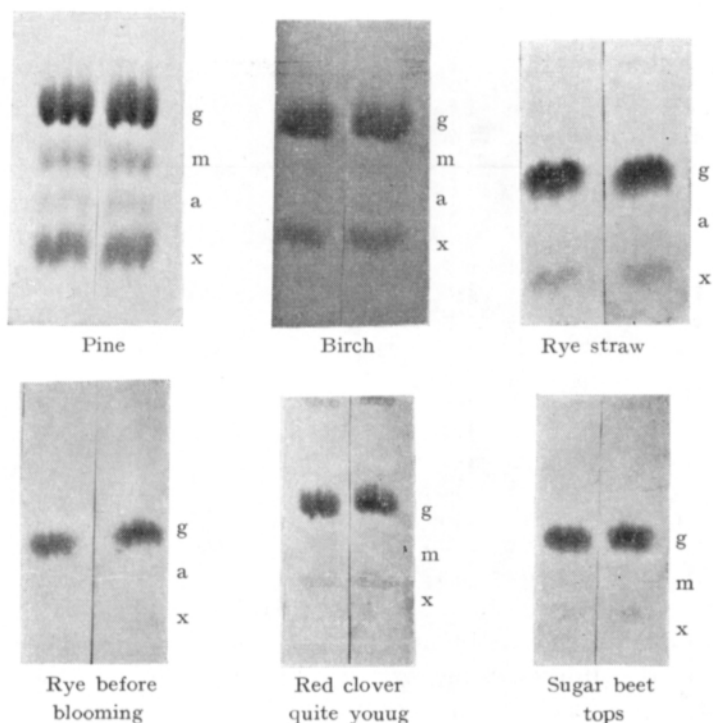 g
m
a
x
Pine
g
m
a
x
Birch
g
a
x
Rye straw
g
a
x
Rye before
blooming
g
m
x
Red clover
quite youug
g
m
x
Sugar beet
tops